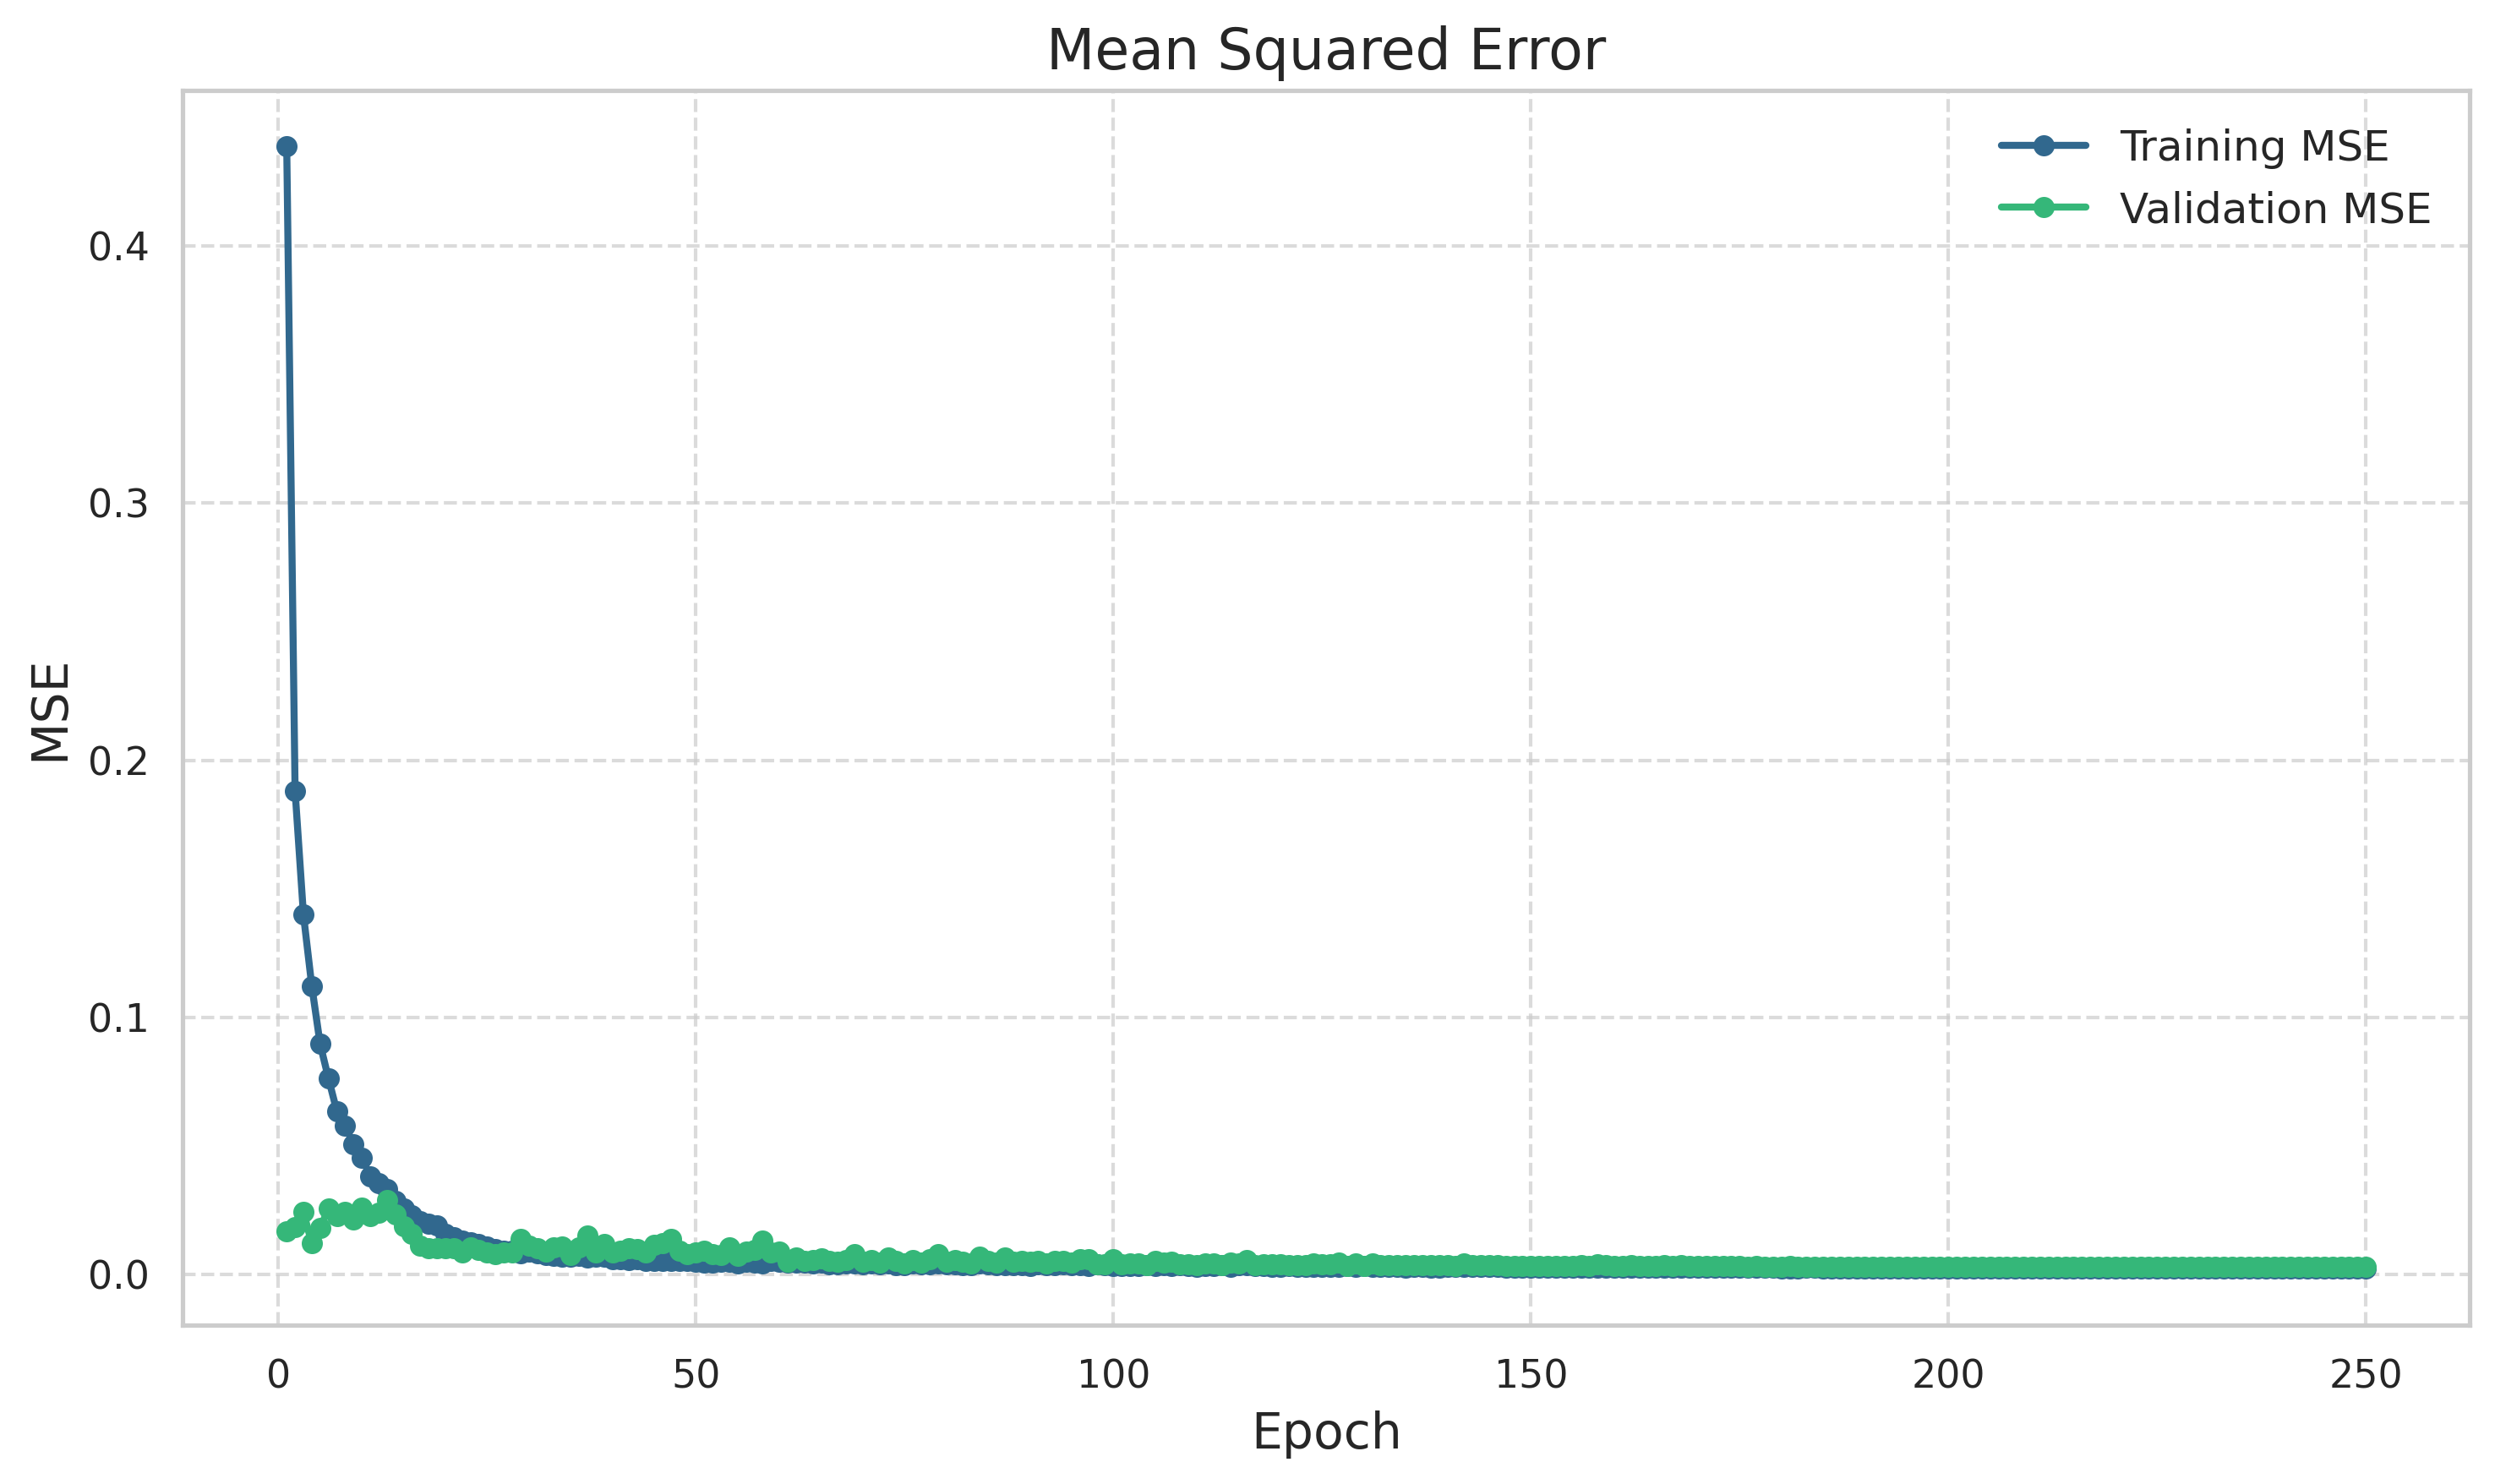 Mean Squared Error
Training MSE
Validation MSE
0.4
0.3
0.2
0.1
0.0
MSE
0 50 100 150 200 250
Epoch